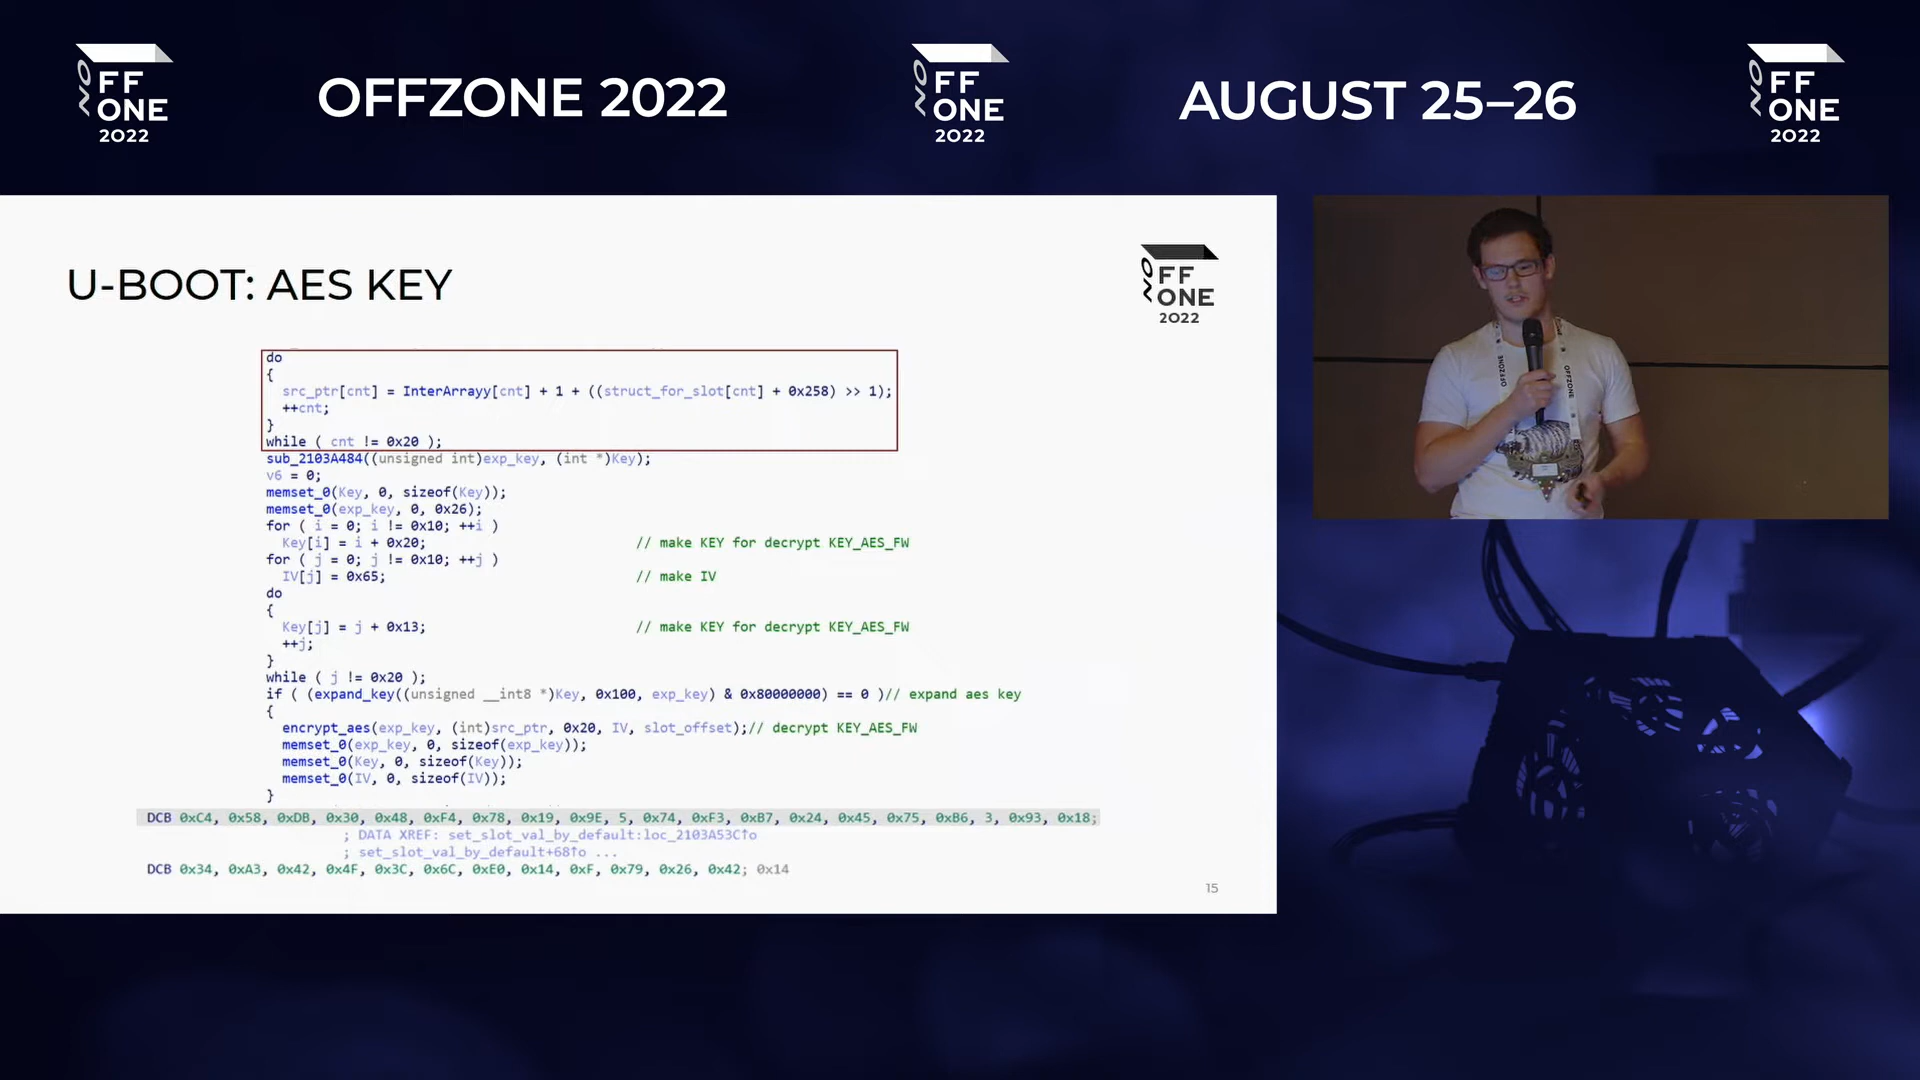 OFF
ZONE
2022
OFFZONE 2022
OFF
ZONE
2022
AUGUST 25–26
OFF
ZONE
2022
U-BOOT: AES KEY
OFF
ZONE
2022
do
{
src_ptr[cnt] = InterArrayy[cnt] + 1 + ((struct_for_slot[cnt] + 0x258) >> 1);
++cnt;
}
while ( cnt != 0x20 );
sub_2103A484((unsigned int)exp_key, (int *)Key);
v6 = 0;
memset_0(Key, 0, sizeof(Key));
memset_0(exp_key, 0, 0x26);
for ( i = 0; i != 0x10; ++i )
Key[i] = i + 0x20; // make KEY for decrypt KEY_AES_FW
for ( j = 0; j != 0x10; ++j )
IV[j] = 0x65; // make IV
do
{
Key[j] = j + 0x13; // make KEY for decrypt KEY_AES_FW
++j;
}
while ( j != 0x20 );
if ( (expand_key((unsigned __int8 *)Key, 0x100, exp_key) & 0x80000000) == 0 )// expand aes key
{
encrypt_aes(exp_key, (int)src_ptr, 0x20, IV, slot_offset);// decrypt KEY_AES_FW
memset_0(exp_key, 0, sizeof(exp_key));
memset_0(Key, 0, sizeof(Key));
memset_0(IV, 0, sizeof(IV));
}
DCB 0xC4, 0x58, 0xDB, 0x30, 0x48, 0xF4, 0x78, 0x19, 0x9E, 5, 0x74, 0xF3, 0xB7, 0x24, 0x45, 0x75, 0xB6, 3, 0x93, 0x18;
; DATA XREF: set_slot_val_by_default:loc_2103A53C↑o
; set_slot_val_by_default+68↑o ...
DCB 0x34, 0xA3, 0x42, 0x4F, 0x3C, 0x6C, 0xE0, 0x14, 0xF, 0x79, 0x26, 0x42; 0x14
15
OFFZONE
OFFZONE